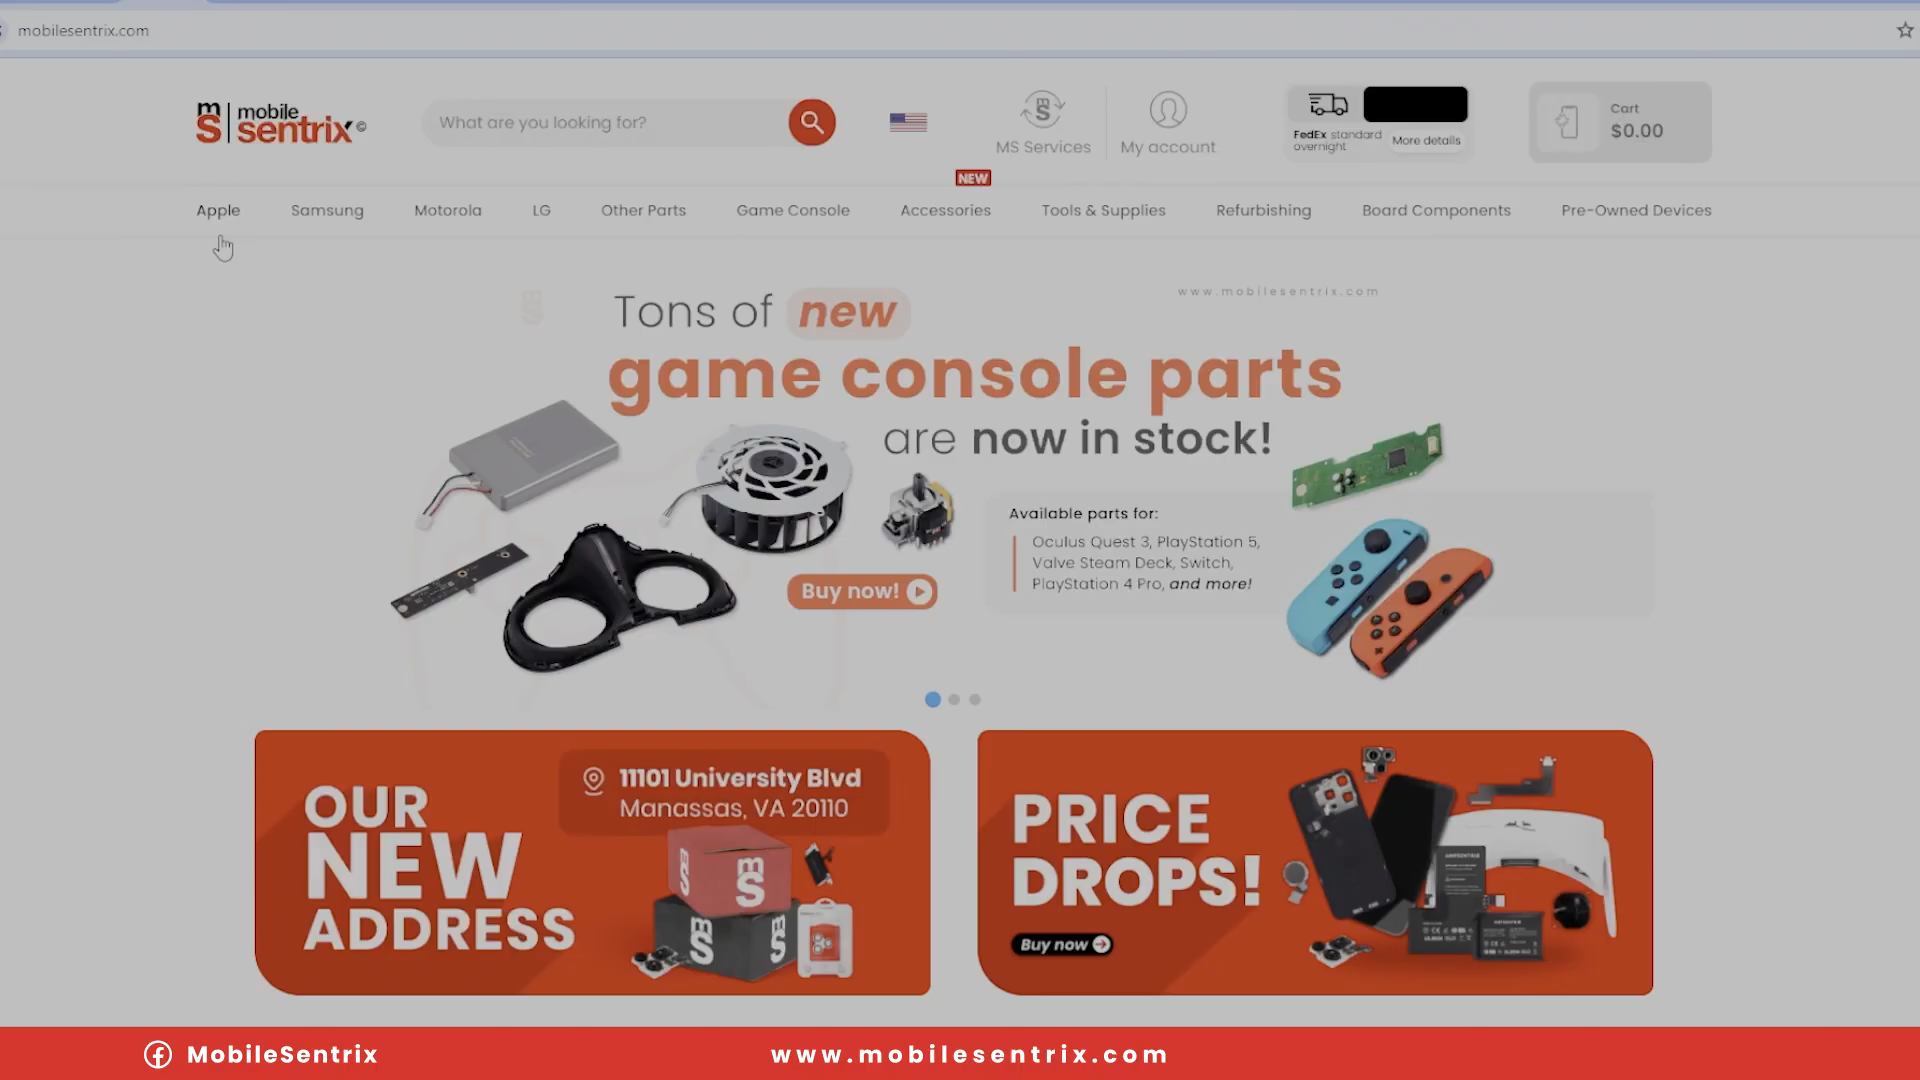 mobilesentrix.com
mobile
sentrix
What are you looking for?
MS Services
My account
FedEx standard
overnight
More details
Cart
$0.00
NEW
Apple
Samsung
Motorola
LG
Other Parts
Game Console
Accessories
Tools & Supplies
Refurbishing
Board Components
Pre-Owned Devices
www.mobilesentrix.com
Tons of new
game console parts
are now in stock!
Available parts for:
Oculus Quest 3, PlayStation 5,
Valve Steam Deck, Switch,
PlayStation 4 Pro, and more!
Buy now!
OUR
NEW
ADDRESS
11101 University Blvd
Manassas, VA 20110
PRICE
DROPS!
Buy now
MobileSentrix
www.mobilesentrix.com